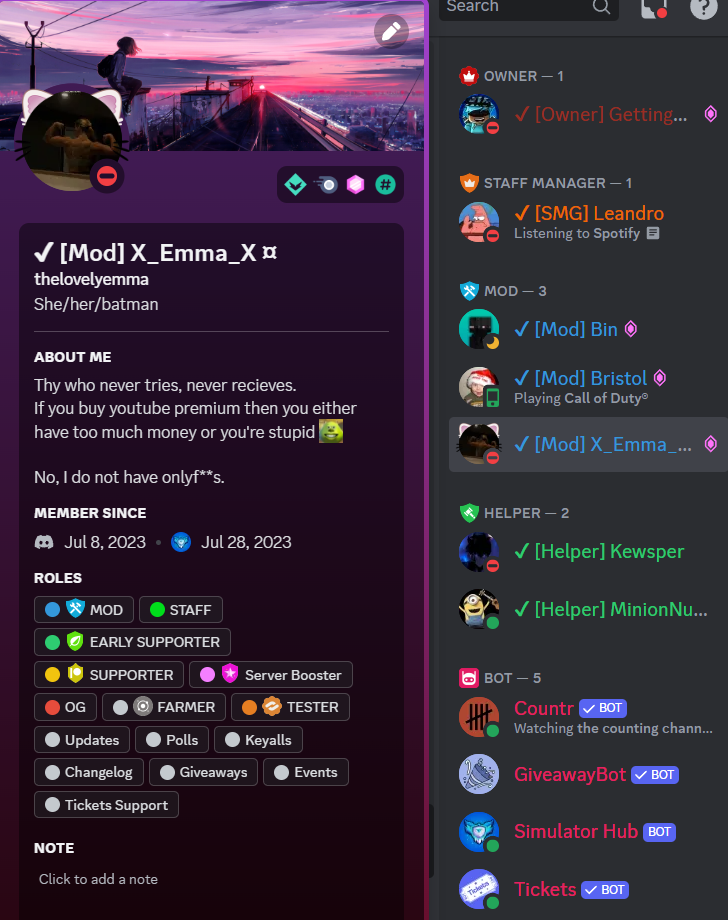 ✓ [Mod] X_Emma_X ¤
thelovelyemma
She/her/batman
ABOUT ME
Thy who never tries, never recieves.
If you buy youtube premium then you either
have too much money or you're stupid
No, I do not have onlyf**s.
MEMBER SINCE
Jul 8, 2023 • Jul 28, 2023
ROLES
MOD STAFF
EARLY SUPPORTER
SUPPORTER Server Booster
OG FARMER TESTER
Updates Polls Keyalls
Changelog Giveaways Events
Tickets Support
NOTE
Click to add a note
Search
OWNER — 1
✓ [Owner] Getting...
STAFF MANAGER — 1
✓ [SMG] Leandro
Listening to Spotify
MOD — 3
✓ [Mod] Bin
✓ [Mod] Bristol
Playing Call of Duty®
✓ [Mod] X_Emma_...
HELPER — 2
✓ [Helper] Kewsper
✓ [Helper] MinionNu...
BOT — 5
Countr ✓ BOT
Watching the counting chann...
GiveawayBot ✓ BOT
Simulator Hub BOT
Tickets ✓ BOT